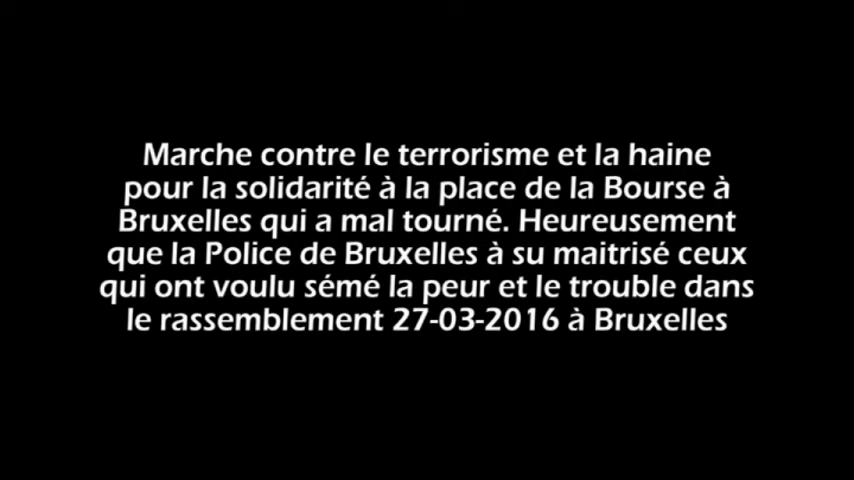 Marche contre le terrorisme et la haine
pour la solidarité à la place de la Bourse à
Bruxelles qui a mal tourné. Heureusement
que la Police de Bruxelles à su maitrisé ceux
qui ont voulu sémé la peur et le trouble dans
le rassemblement 27-03-2016 à Bruxelles